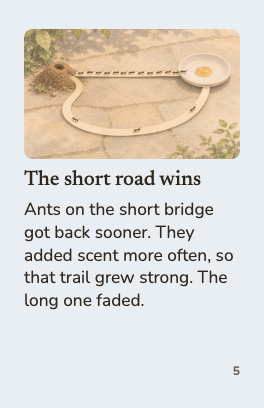 The short road wins
Ants on the short bridge
got back sooner. They
added scent more often, so
that trail grew strong. The
long one faded.
5